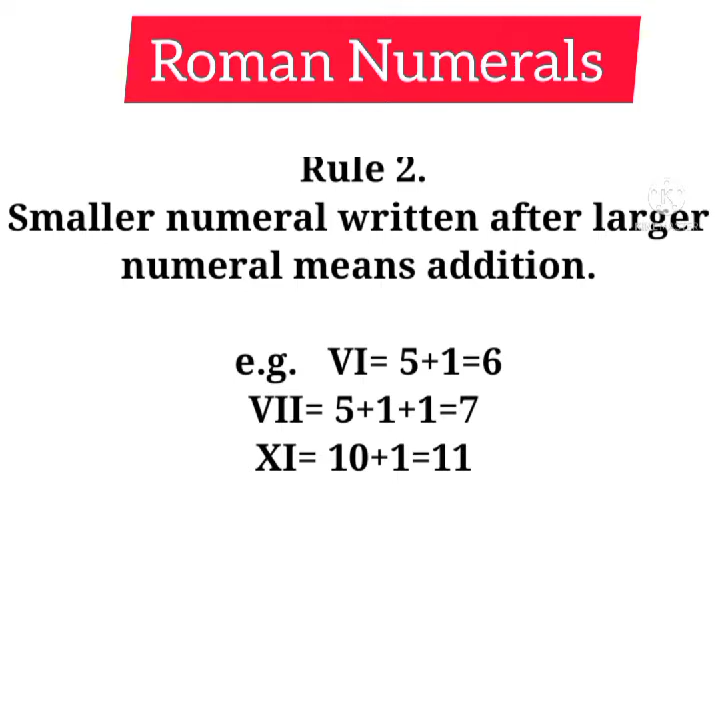 Roman Numerals
Rule 2.
Smaller numeral written after larger
numeral means addition.
e.g. VI= 5+1=6
VII= 5+1+1=7
XI= 10+1=11